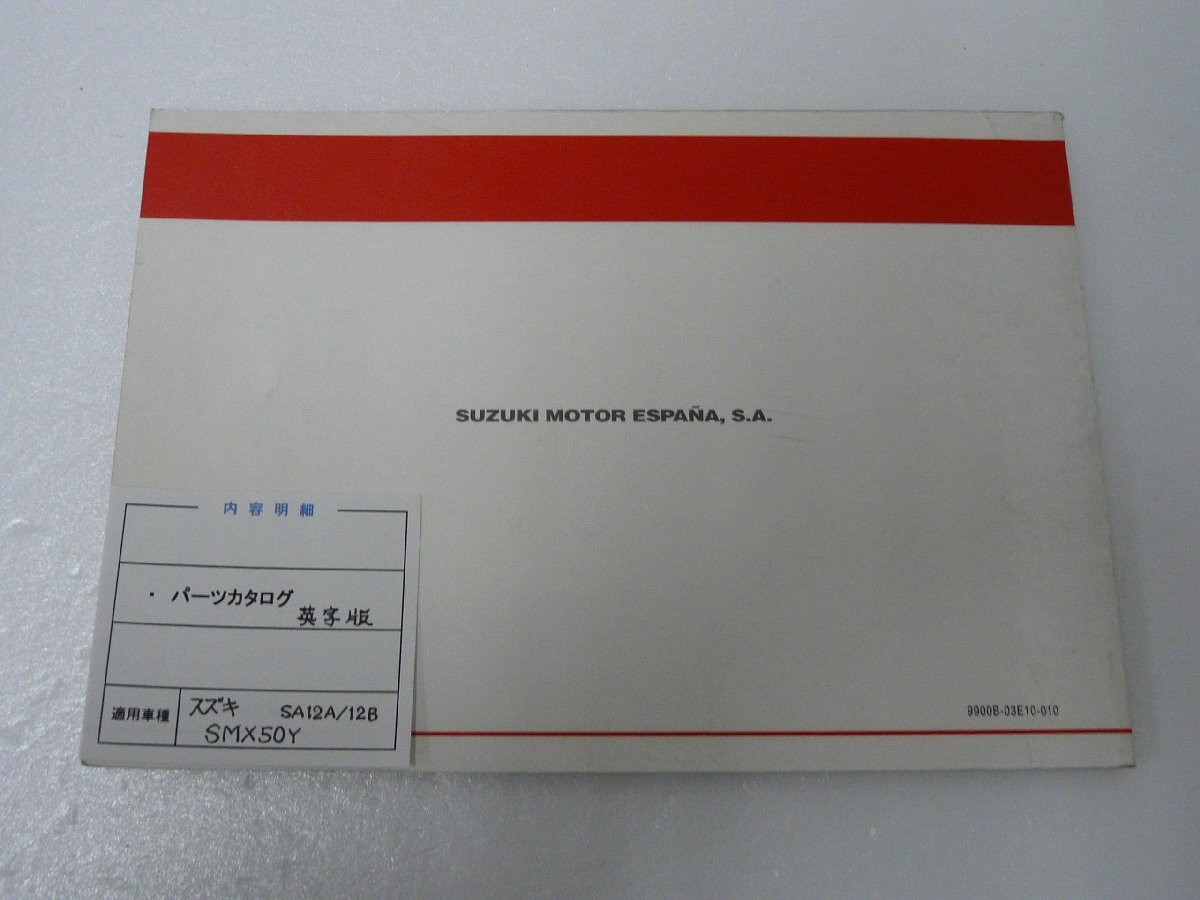 SUZUKI MOTOR ESPAÑA, S.A.
内容明細
・パーツカタログ
英字版
適用車種 スズキ SA12A/12B
SMX50Y
9900B-03E10-010